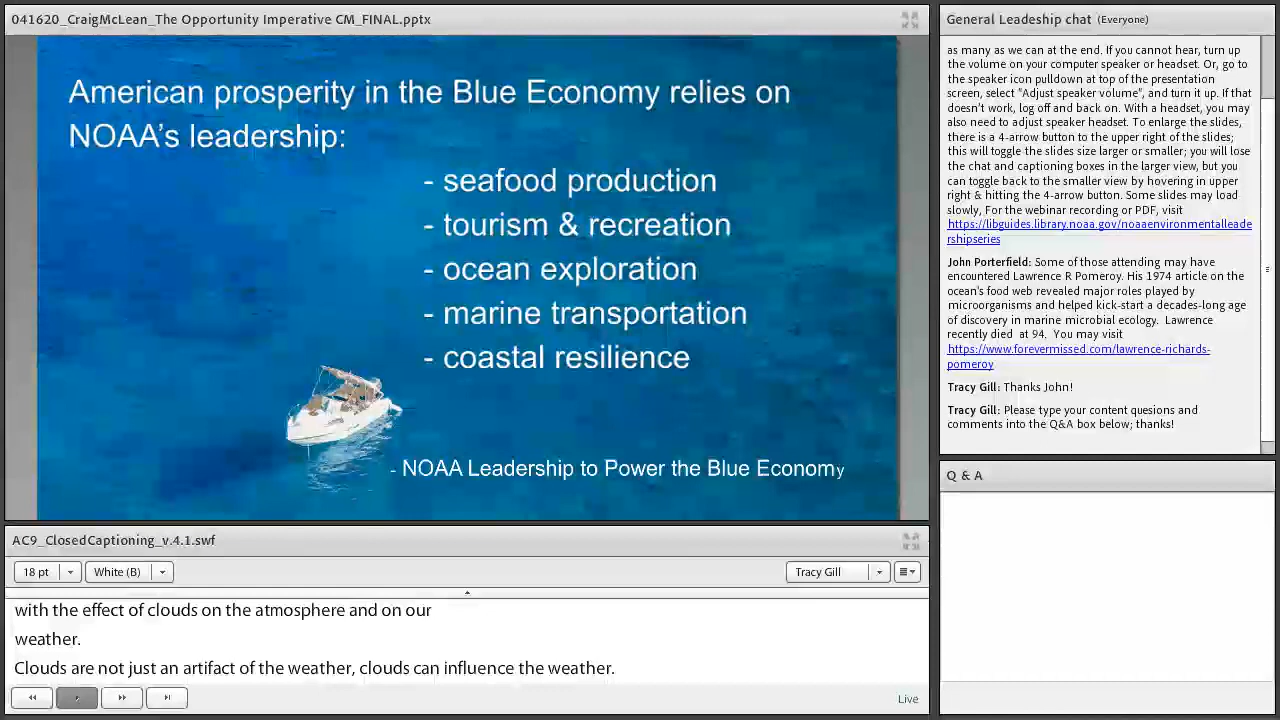 041620_CraigMcLean_The Opportunity Imperative CM_FINAL.pptx
American prosperity in the Blue Economy relies on
NOAA’s leadership:
- seafood production
- tourism & recreation
- ocean exploration
- marine transportation
- coastal resilience
- NOAA Leadership to Power the Blue Economy
AC9_ClosedCaptioning_v.4.1.swf
18 pt
White (B)
Tracy Gill
with the effect of clouds on the atmosphere and on our
weather.
Clouds are not just an artifact of the weather, clouds can influence the weather.
Live
General Leadeship chat (Everyone)
as many as we can at the end. If you cannot hear, turn up
the volume on your computer speaker or headset. Or, go to
the speaker icon pulldown at top of the presentation
screen, select “Adjust speaker volume”, and turn it up. If that
doesn’t work, log off and back on. With a headset, you may
also need to adjust speaker headset. To enlarge the slides,
there is a 4-arrow button to the upper right of the slides;
this will toggle the slides size larger or smaller; you will lose
the chat and captioning boxes in the larger view, but you
can toggle back to the smaller view by hovering in upper
right & hitting the 4-arrow button. Some slides may load
slowly, For the webinar recording or PDF, visit
https://libguides.library.noaa.gov/noaaenvironmentalleade
rshipseries
John Porterfield: Some of those attending may have
encountered Lawrence R Pomeroy. His 1974 article on the
ocean's food web revealed major roles played by
microorganisms and helped kick-start a decades-long age
of discovery in marine microbial ecology. Lawrence
recently died at 94. You may visit
https://www.forevermissed.com/lawrence-richards-
pomeroy
Tracy Gill: Thanks John!
Tracy Gill: Please type your content quesions and
comments into the Q&A box below; thanks!
Q & A